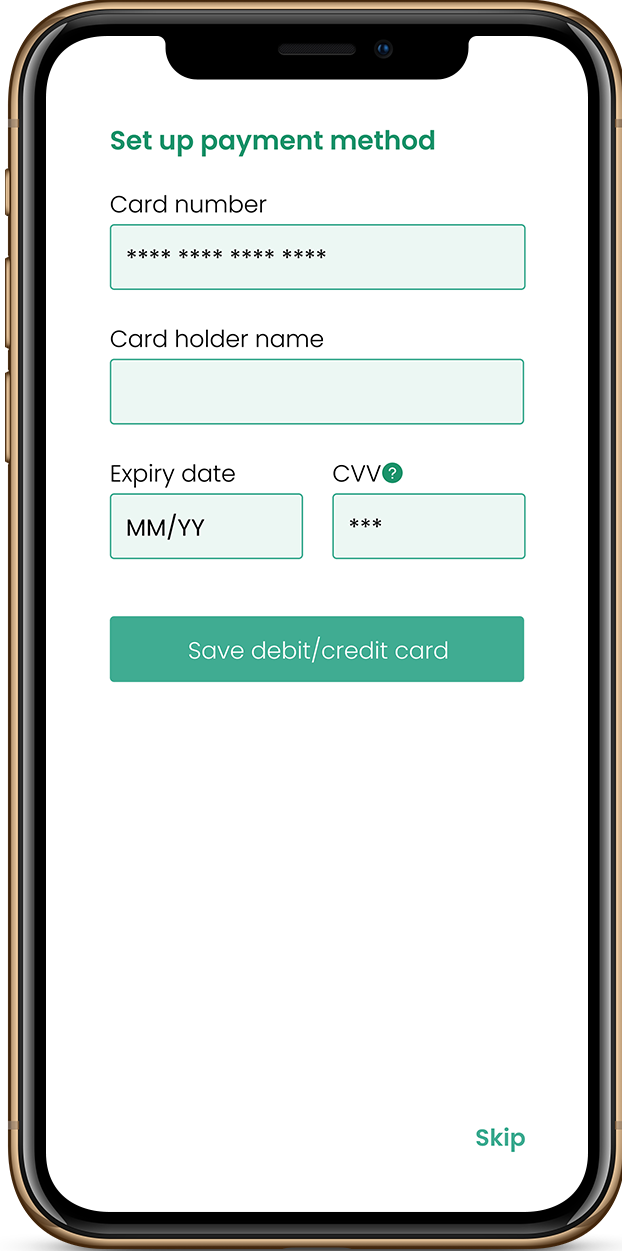 Set up payment method
Card number
**** **** **** ****
Card holder name
Expiry date CVV ?
MM/YY ***
Save debit/credit card
Skip